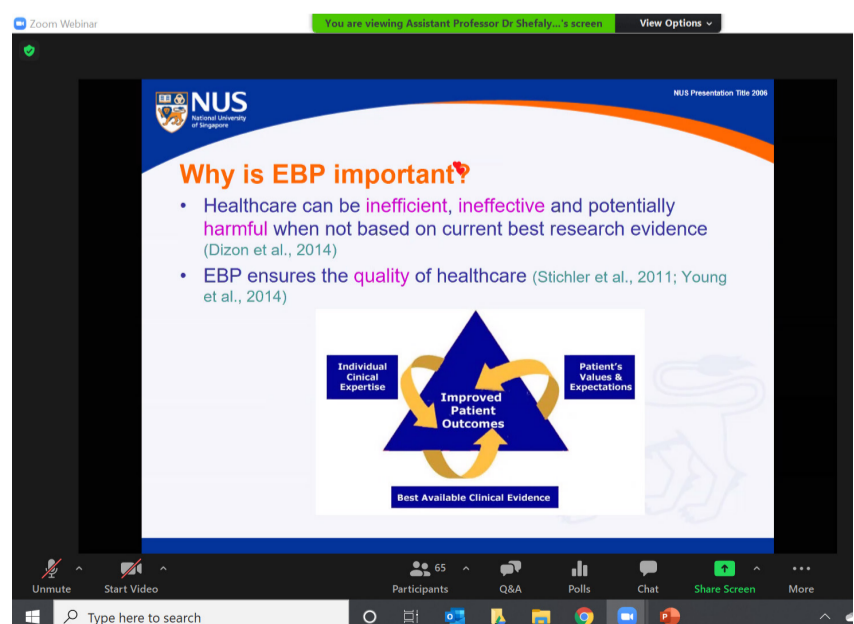 Zoom Webinar
You are viewing Assistant Professor Dr Shefaly...'s screen
View Options
NUS
National University
of Singapore
NUS Presentation Title 2006
Why is EBP important?
• Healthcare can be inefficient, ineffective and potentially
harmful when not based on current best research evidence
(Dizon et al., 2014)
• EBP ensures the quality of healthcare (Stichler et al., 2011; Young
et al., 2014)
Individual
Clinical
Expertise
Patient's
Values &
Expectations
Improved
Patient
Outcomes
Best Available Clinical Evidence
Unmute
Start Video
65
Participants
Q&A
Polls
Chat
Share Screen
More
Type here to search